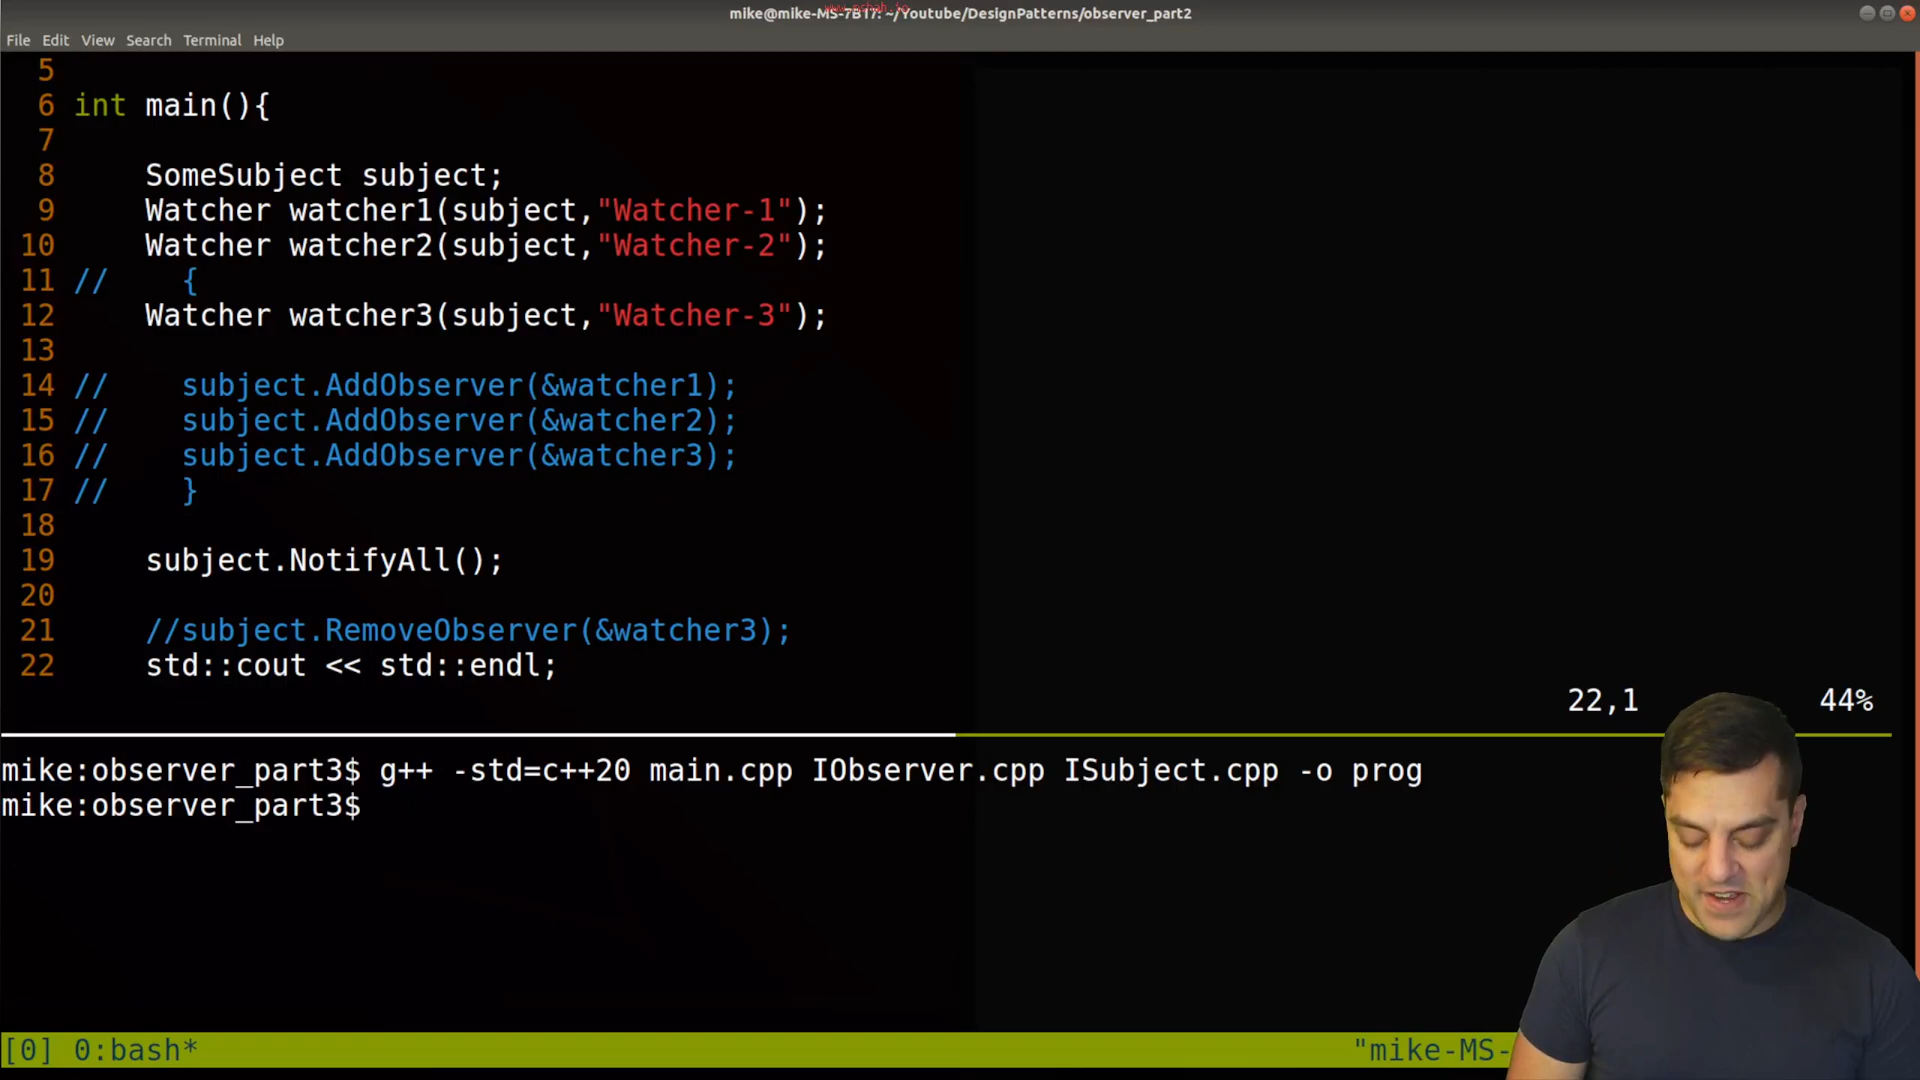 www.mshah.io
mike@mike-MS-7B17: ~/Youtube/DesignPatterns/observer_part2
File Edit View Search Terminal Help
5
6 int main(){
7
8     SomeSubject subject;
9     Watcher watcher1(subject,"Watcher-1");
10     Watcher watcher2(subject,"Watcher-2");
11 //    {
12     Watcher watcher3(subject,"Watcher-3");
13
14 //    subject.AddObserver(&watcher1);
15 //    subject.AddObserver(&watcher2);
16 //    subject.AddObserver(&watcher3);
17 //    }
18
19     subject.NotifyAll();
20
21     //subject.RemoveObserver(&watcher3);
22     std::cout << std::endl;
22,1 44%
mike:observer_part3$ g++ -std=c++20 main.cpp IObserver.cpp ISubject.cpp -o prog
mike:observer_part3$
[0] 0:bash* "mike-MS-